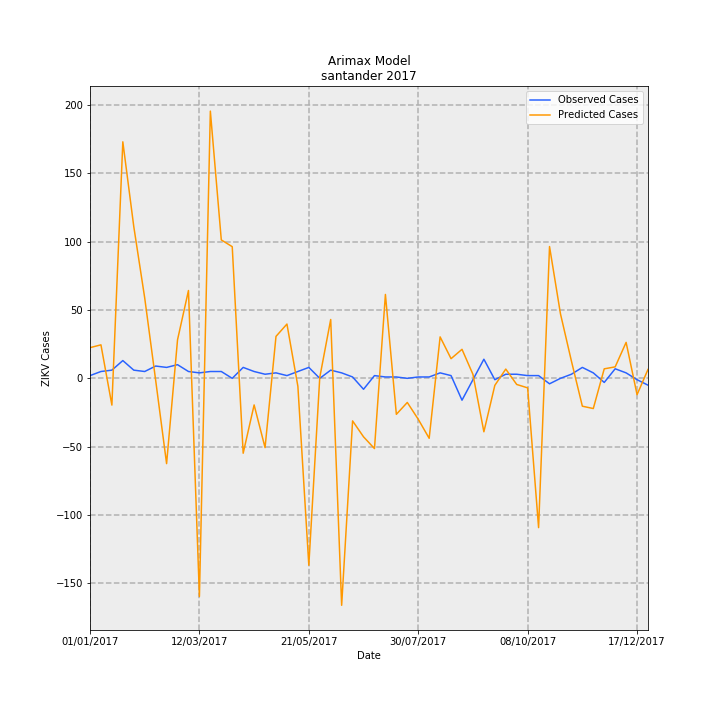 Arimax Model
santander 2017
Observed Cases
Predicted Cases
200
150
100
50
0
−50
−100
−150
ZIKV Cases
01/01/2017
12/03/2017
21/05/2017
30/07/2017
08/10/2017
17/12/2017
Date